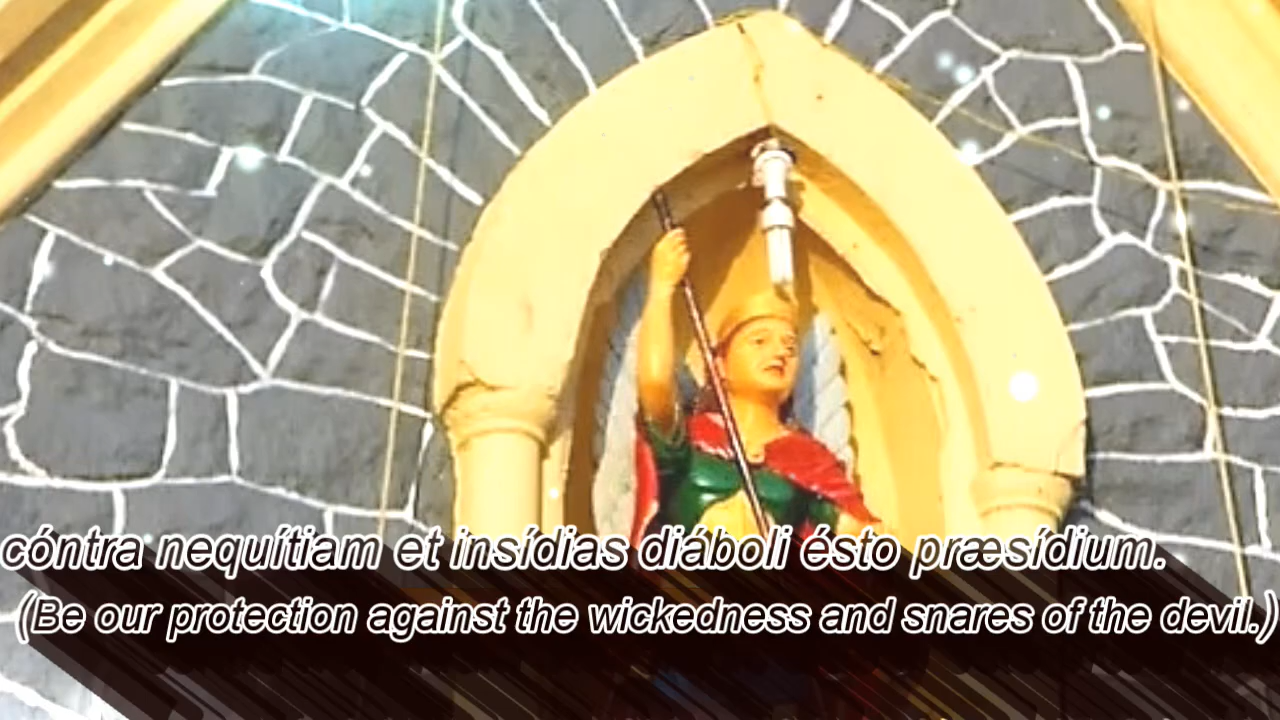 cóntra nequítiam et insídias diáboli ésto præsídium.
(Be our protection against the wickedness and snares of the devil.)